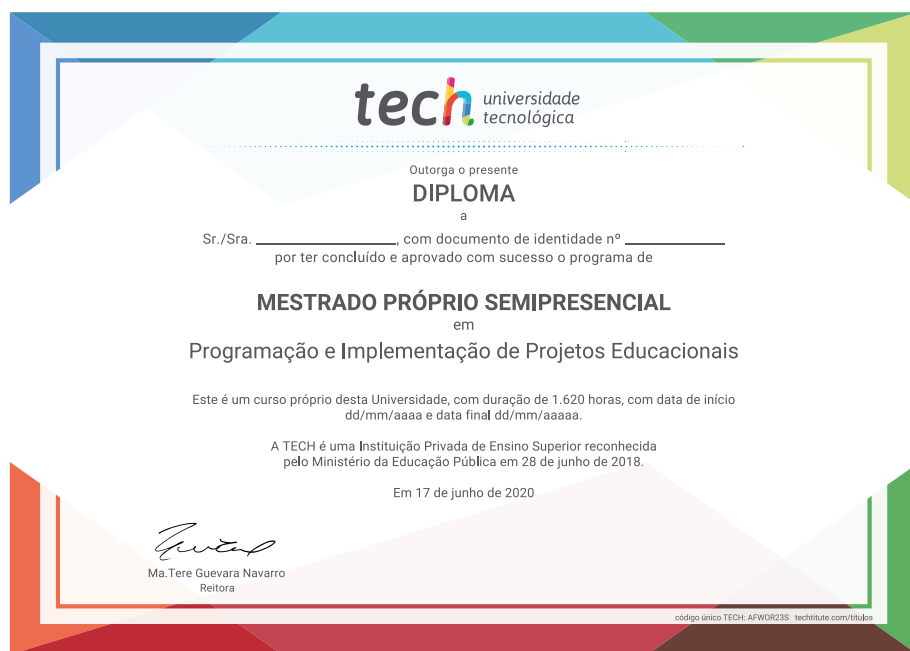 tech universidade
tecnológica
Outorga o presente
DIPLOMA
a
Sr./Sra. ____________________, com documento de identidade nº ______________
por ter concluído e aprovado com sucesso o programa de
MESTRADO PRÓPRIO SEMIPRESENCIAL
em
Programação e Implementação de Projetos Educacionais
Este é um curso próprio desta Universidade, com duração de 1.620 horas, com data de início
dd/mm/aaaa e data final dd/mm/aaaaa.
A TECH é uma Instituição Privada de Ensino Superior reconhecida
pelo Ministério da Educação Pública em 28 de junho de 2018.
Em 17 de junho de 2020
Ma.Tere Guevara Navarro
Reitora
código único TECH: AFWOR23S techtitute.com/titulos